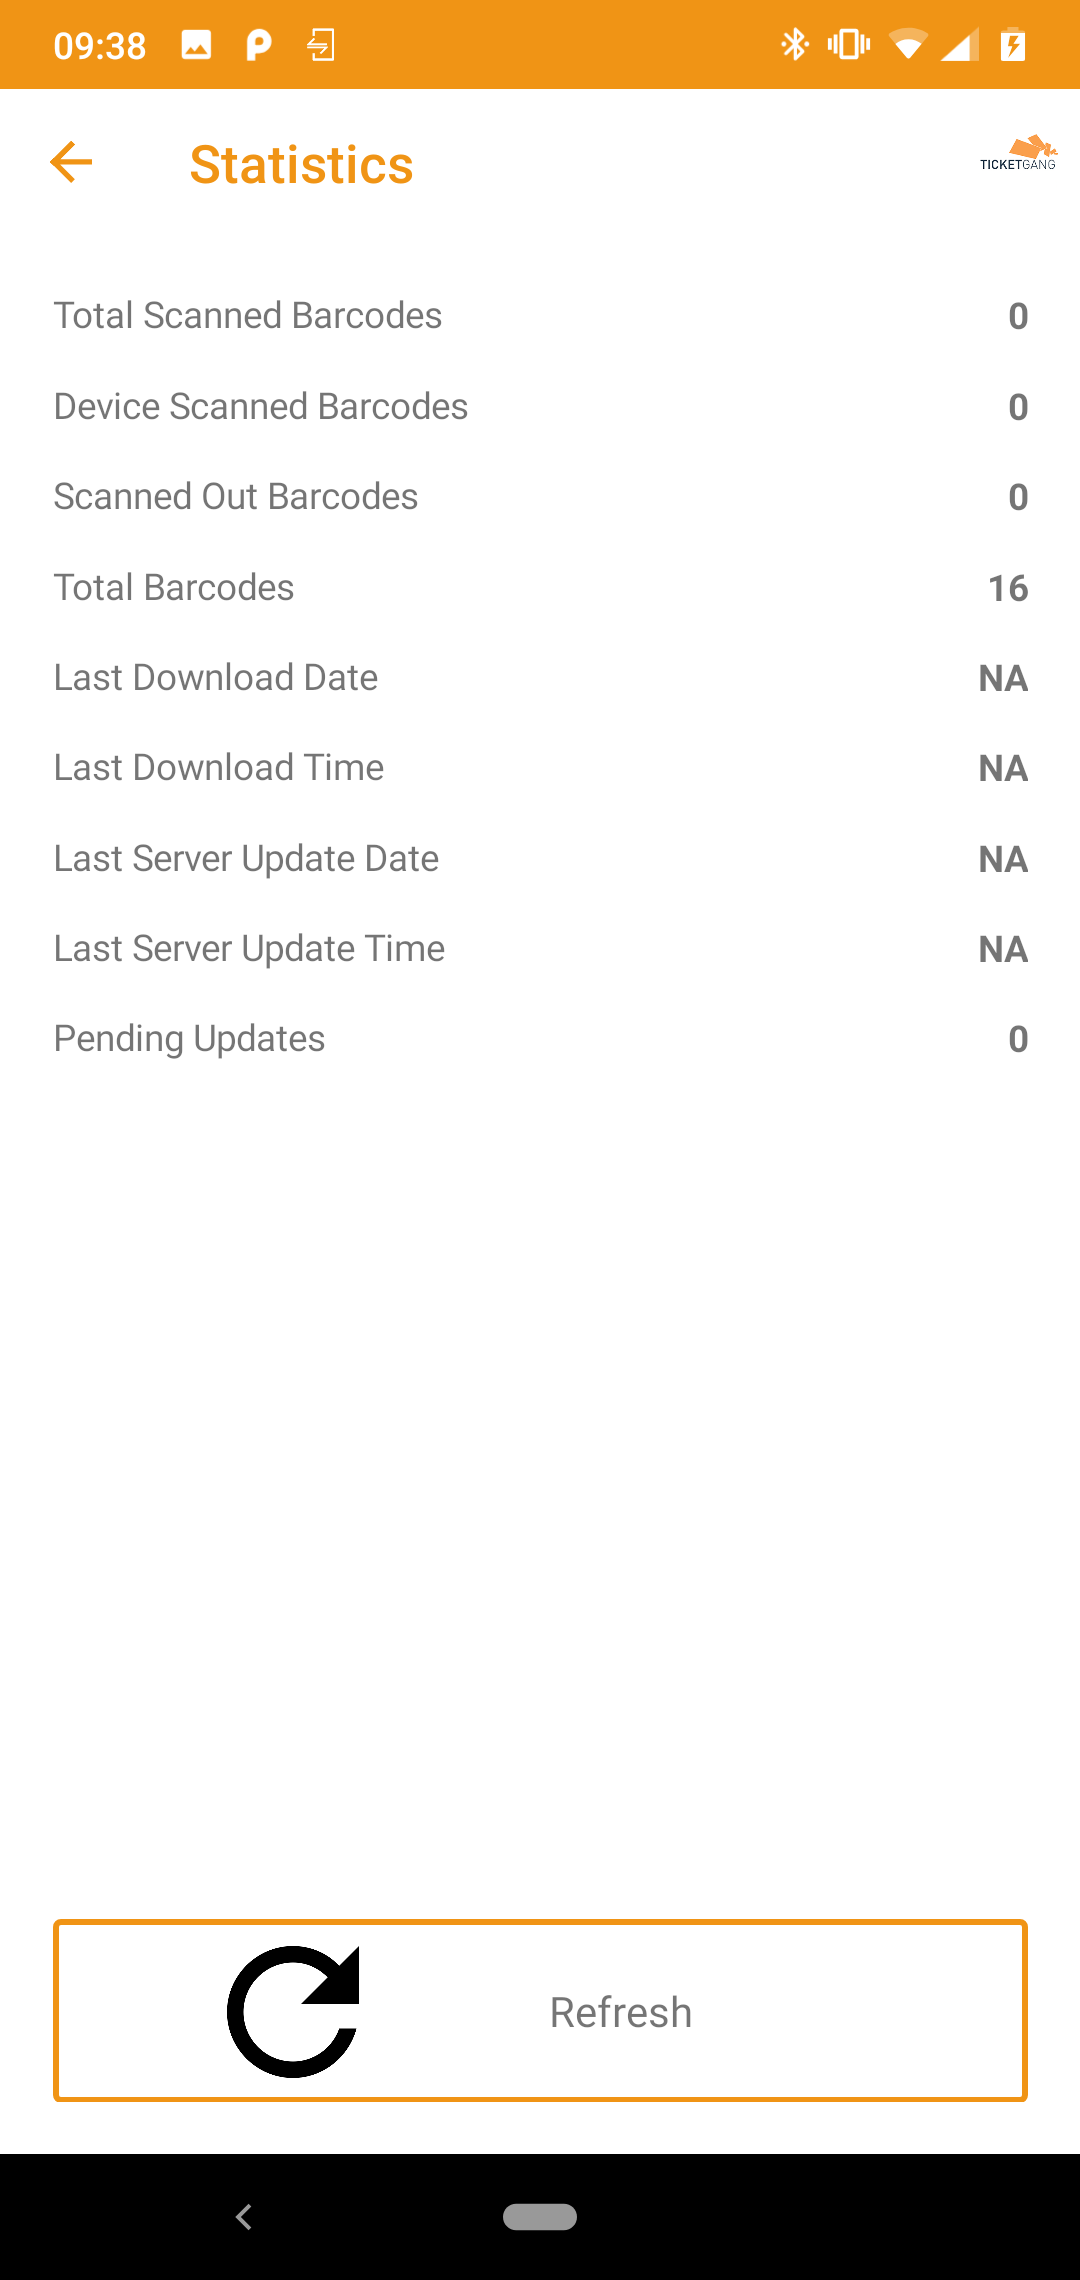 09:38
Statistics
TICKETGANG
Total Scanned Barcodes 0
Device Scanned Barcodes 0
Scanned Out Barcodes 0
Total Barcodes 16
Last Download Date NA
Last Download Time NA
Last Server Update Date NA
Last Server Update Time NA
Pending Updates 0
Refresh